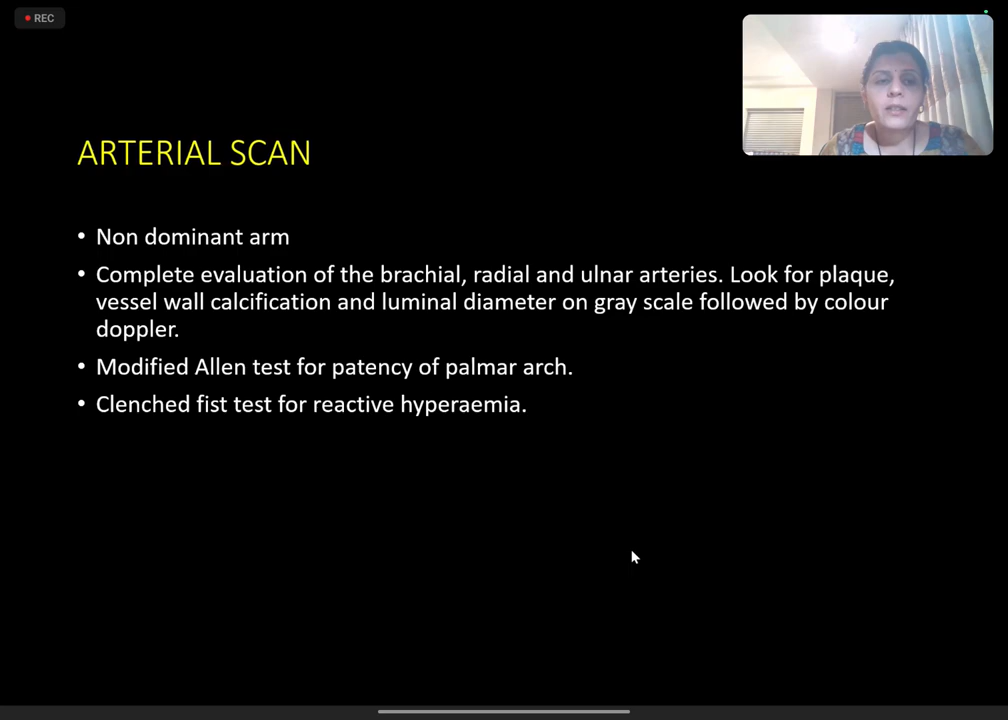 REC
ARTERIAL SCAN
• Non dominant arm
• Complete evaluation of the brachial, radial and ulnar arteries. Look for plaque,
vessel wall calcification and luminal diameter on gray scale followed by colour
doppler.
• Modified Allen test for patency of palmar arch.
• Clenched fist test for reactive hyperaemia.